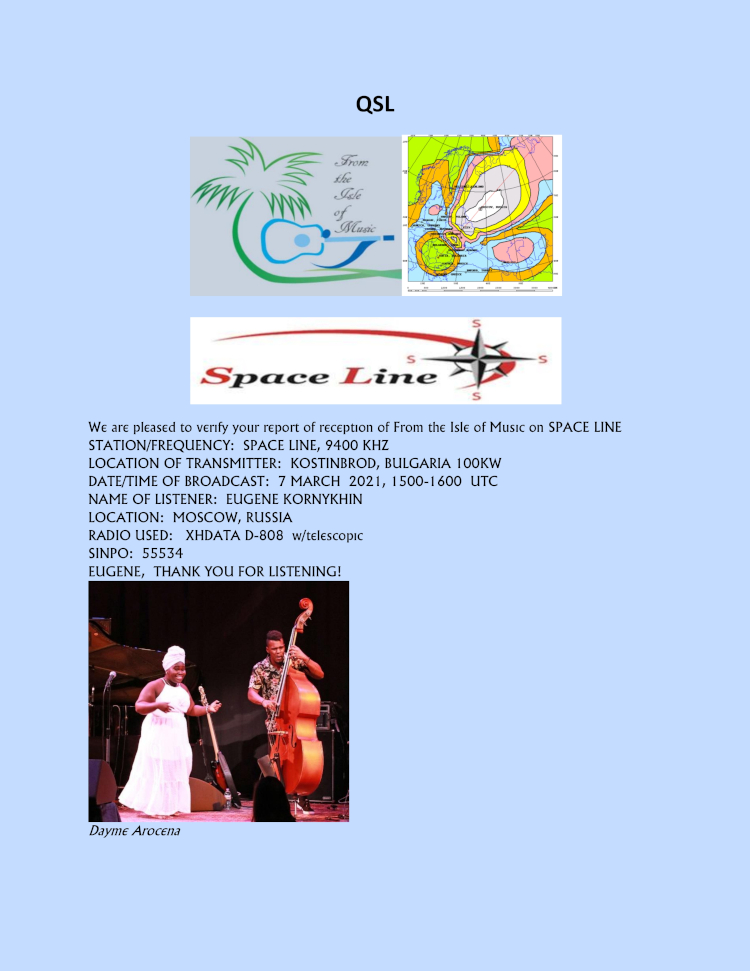 QSL
From
the
Isle
of
Music
Space Line
S
S
S
S
We are pleased to verify your report of reception of From the Isle of Music on SPACE LINE
STATION/FREQUENCY: SPACE LINE, 9400 KHZ
LOCATION OF TRANSMITTER: KOSTINBROD, BULGARIA 100KW
DATE/TIME OF BROADCAST: 7 MARCH 2021, 1500-1600 UTC
NAME OF LISTENER: EUGENE KORNYKHIN
LOCATION: MOSCOW, RUSSIA
RADIO USED: XHDATA D-808 w/telescopic
SINPO: 55534
EUGENE, THANK YOU FOR LISTENING!
Dayme Arocena